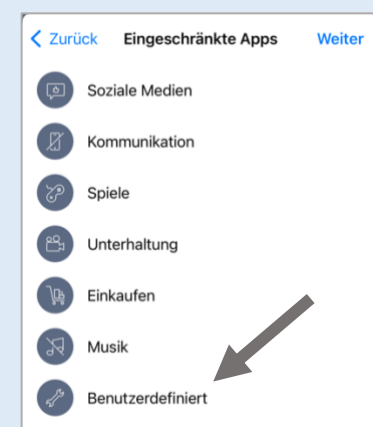 Zurück Eingeschränkte Apps Weiter
Soziale Medien
Kommunikation
Spiele
Unterhaltung
Einkaufen
Musik
Benutzerdefiniert